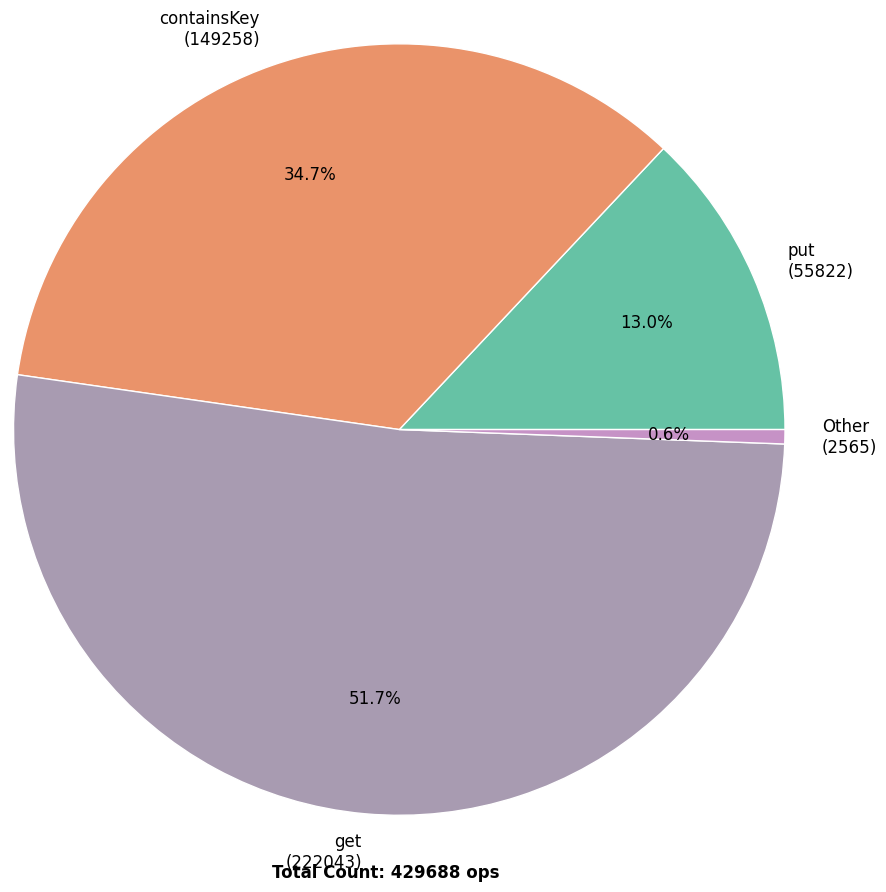 containsKey
(149258)
34.7%
put
(55822)
13.0%
Other
(2565)
0.6%
51.7%
get
(222043)
Total Count: 429688 ops